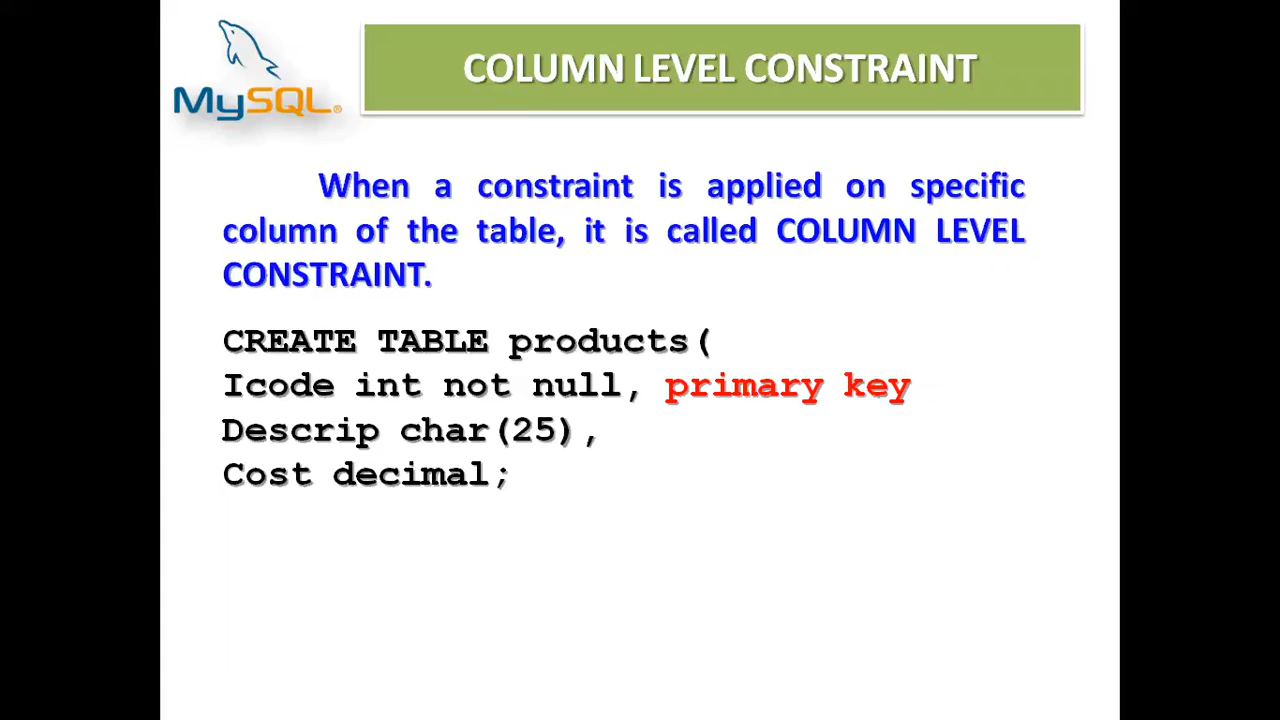 MySQL®
COLUMN LEVEL CONSTRAINT
When a constraint is applied on specific
column of the table, it is called COLUMN LEVEL
CONSTRAINT.
CREATE TABLE products(
Icode int not null, primary key
Descrip char(25),
Cost decimal;